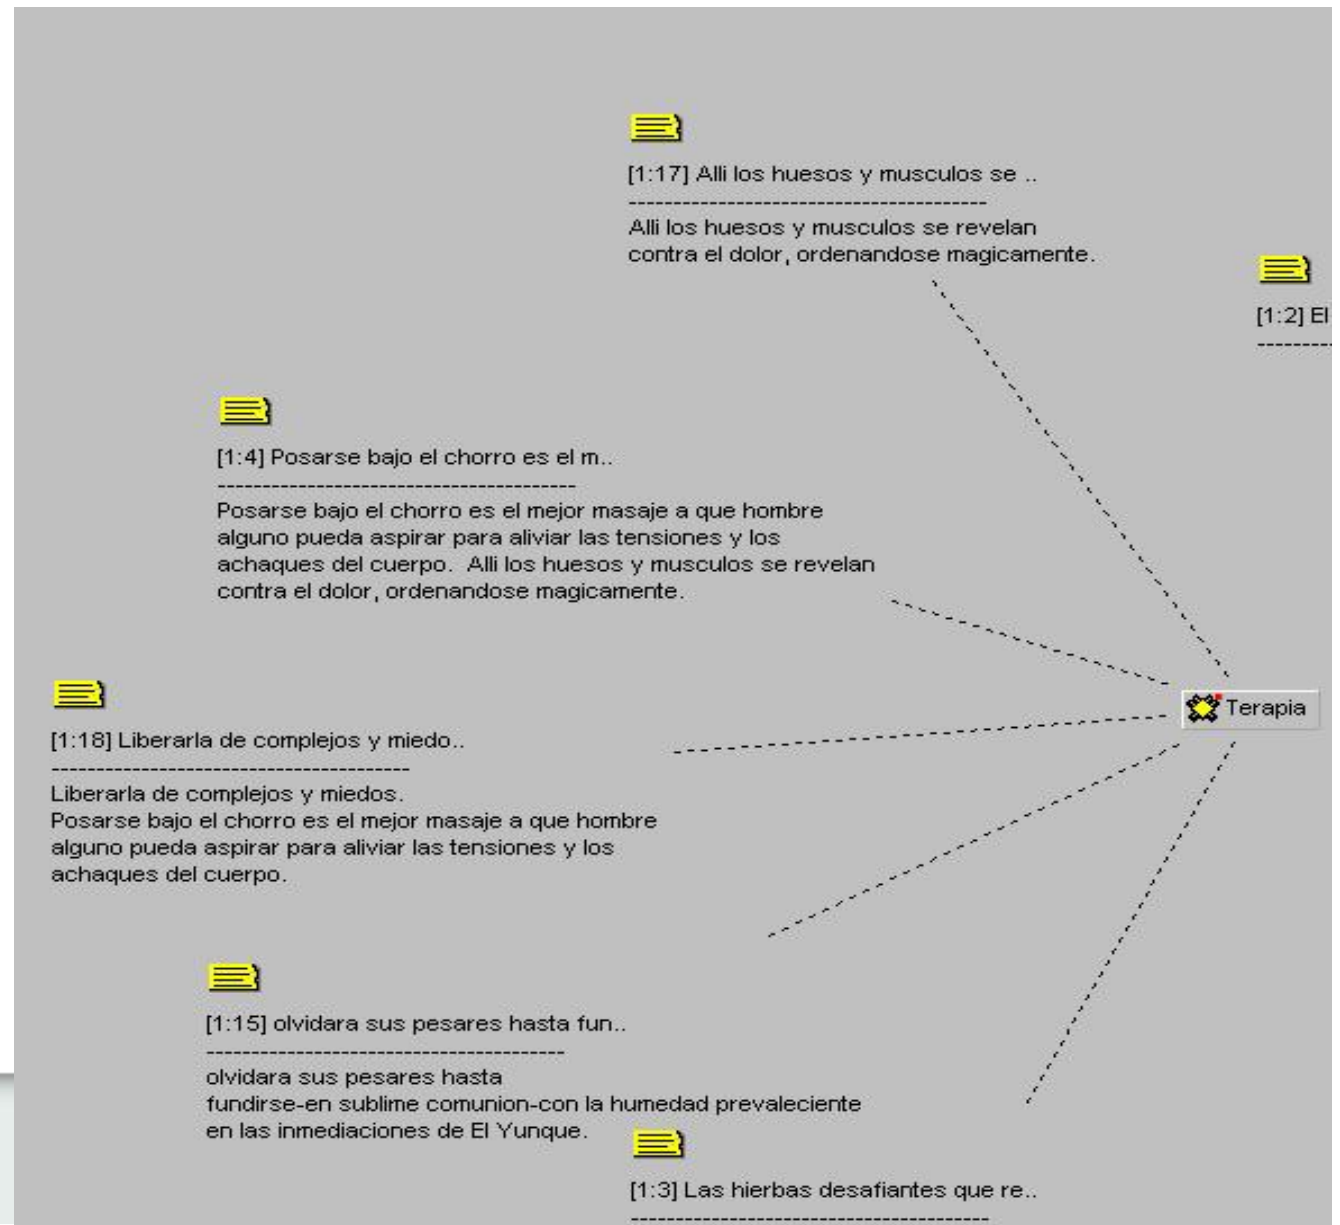 [1:17] Alli los huesos y musculos se ..
----------------------------------------
Alli los huesos y musculos se revelan
contra el dolor, ordenandose magicamente.
[1:2] El
[1:4] Posarse bajo el chorro es el m..
----------------------------------------
Posarse bajo el chorro es el mejor masaje a que hombre
alguno pueda aspirar para aliviar las tensiones y los
achaques del cuerpo.  Alli los huesos y musculos se revelan
contra el dolor, ordenandose magicamente.
Terapia
[1:18] Liberarla de complejos y miedo..
----------------------------------------
Liberarla de complejos y miedos.
Posarse bajo el chorro es el mejor masaje a que hombre
alguno pueda aspirar para aliviar las tensiones y los
achaques del cuerpo.
[1:15] olvidara sus pesares hasta fun..
----------------------------------------
olvidara sus pesares hasta
fundirse-en sublime comunion-con la humedad prevaleciente
en las inmediaciones de El Yunque.
[1:3] Las hierbas desafiantes que re..
----------------------------------------